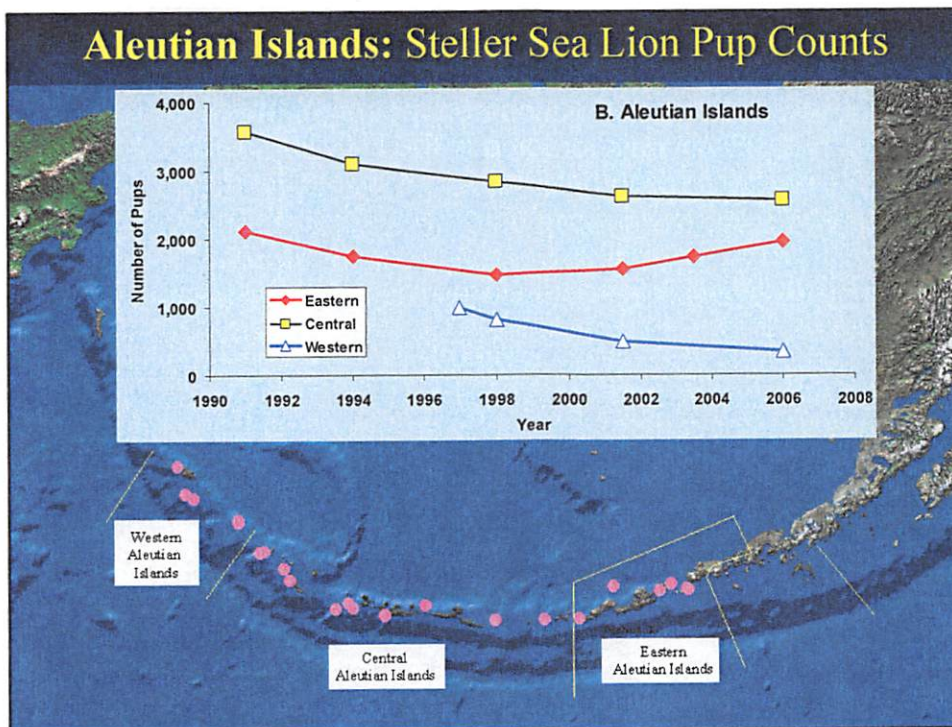 Aleutian Islands: Steller Sea Lion Pup Counts
B. Aleutian Islands
4,000
3,000
2,000
1,000
0
Number of Pups
Eastern
Central
Western
1990 1992 1994 1996 1998 2000 2002 2004 2006 2008
Year
Western
Aleutian
Islands
Central
Aleutian Islands
Eastern
Aleutian Islands